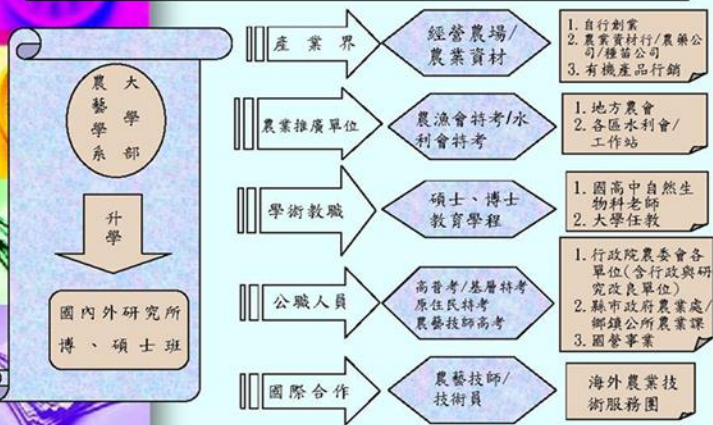 大學部
農藝學系
升學
國內外研究所
博、碩士班
產業界
經營農場/
農業資材
1. 自行創業
2. 農業資材行/農藥公
司/種苗公司
3. 有機產品行銷
農業推廣單位
農漁會特考/水
利會特考
1. 地方農會
2. 各區水利會/
工作站
學術教職
碩士、博士
教育學程
1. 國高中自然生
物科老師
2. 大學任教
公職人員
高普考/基層特考
原住民特考
農藝技師高考
1. 行政院農委會各
單位(含行政與研
究改良單位)
2. 縣市政府農業處/
鄉鎮公所農業課
3. 國營事業
國際合作
農藝技師/
技術員
海外農業技
術服務團